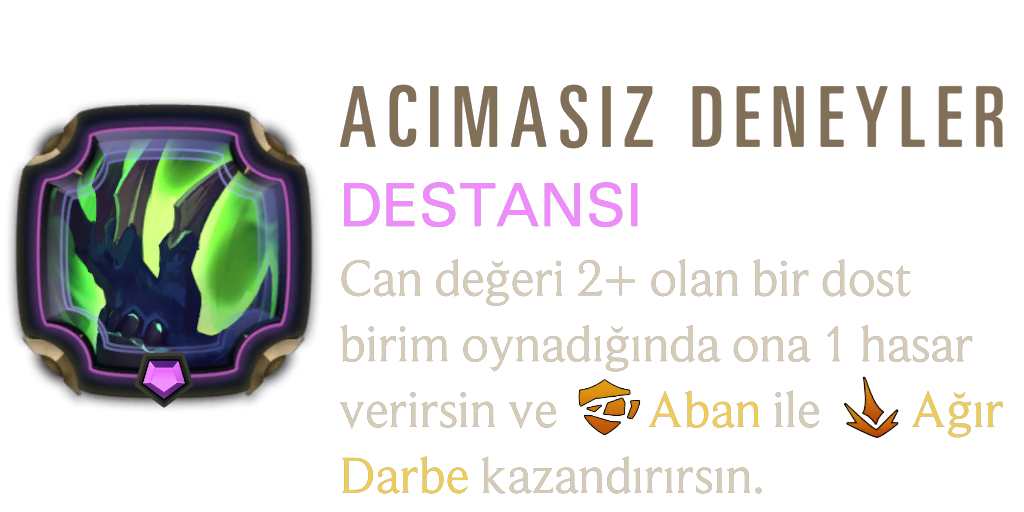 ACIMASIZ DENEYLER
DESTANSI
Can değeri 2+ olan bir dost
birim oynadığında ona 1 hasar
verirsin ve Aban ile Ağır
Darbe kazandırırsın.